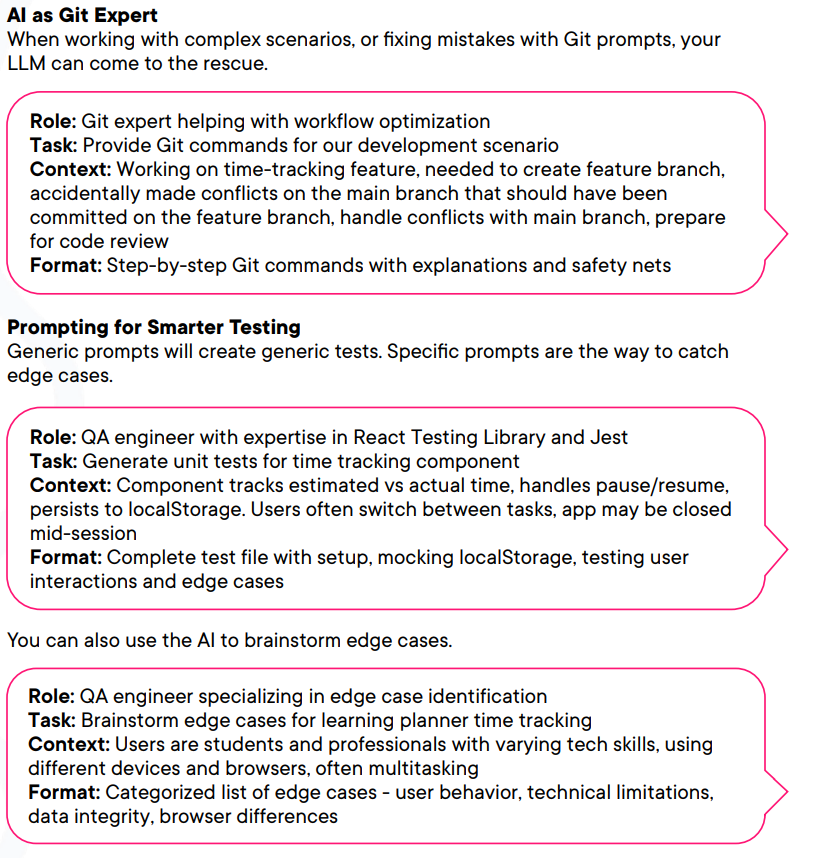 AI as Git Expert
When working with complex scenarios, or fixing mistakes with Git prompts, your
LLM can come to the rescue.
Role: Git expert helping with workflow optimization
Task: Provide Git commands for our development scenario
Context: Working on time-tracking feature, needed to create feature branch,
accidentally made conflicts on the main branch that should have been
committed on the feature branch, handle conflicts with main branch, prepare
for code review
Format: Step-by-step Git commands with explanations and safety nets
Prompting for Smarter Testing
Generic prompts will create generic tests. Specific prompts are the way to catch
edge cases.
Role: QA engineer with expertise in React Testing Library and Jest
Task: Generate unit tests for time tracking component
Context: Component tracks estimated vs actual time, handles pause/resume,
persists to localStorage. Users often switch between tasks, app may be closed
mid-session
Format: Complete test file with setup, mocking localStorage, testing user
interactions and edge cases
You can also use the AI to brainstorm edge cases.
Role: QA engineer specializing in edge case identification
Task: Brainstorm edge cases for learning planner time tracking
Context: Users are students and professionals with varying tech skills, using
different devices and browsers, often multitasking
Format: Categorized list of edge cases - user behavior, technical limitations,
data integrity, browser differences